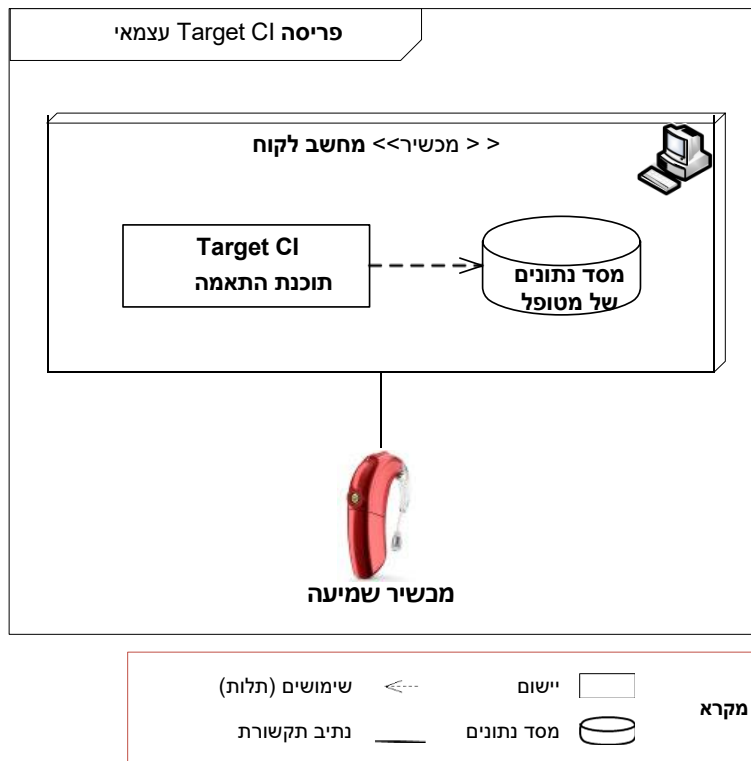 פריסה Target CI עצמאי
< < מכשיר>> מחשב לקוח
Target CI
תוכנת התאמה
מסד נתונים
של מטופל
מכשיר שמיעה
מקרא
יישום
שימושים (תלות)
מסד נתונים
נתיב תקשורת